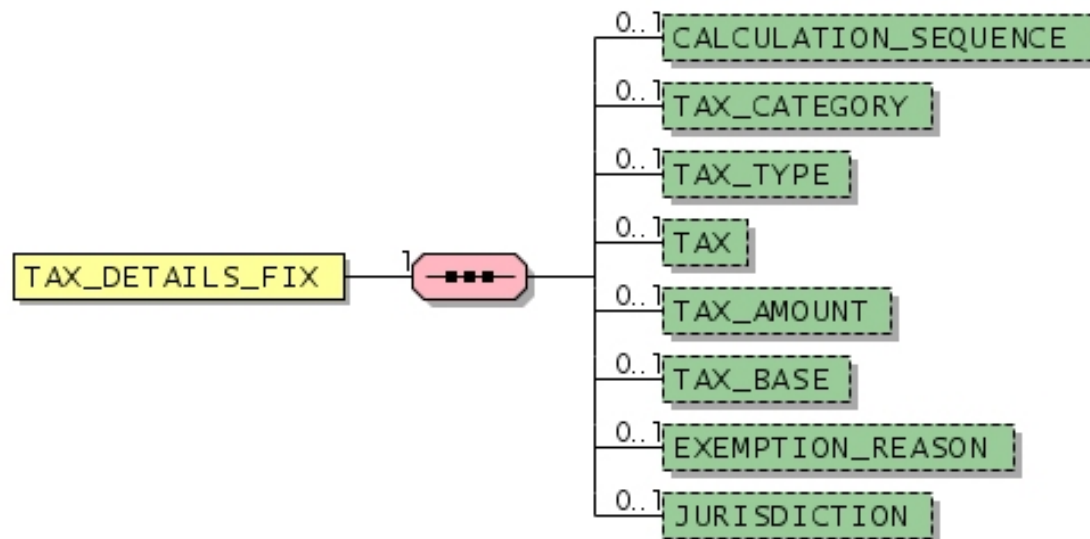 0..1
CALCULATION_SEQUENCE
0..1
TAX_CATEGORY
0..1
TAX_TYPE
0..1
TAX
TAX_DETAILS_FIX
1
0..1
TAX_AMOUNT
0..1
TAX_BASE
0..1
EXEMPTION_REASON
0..1
JURISDICTION